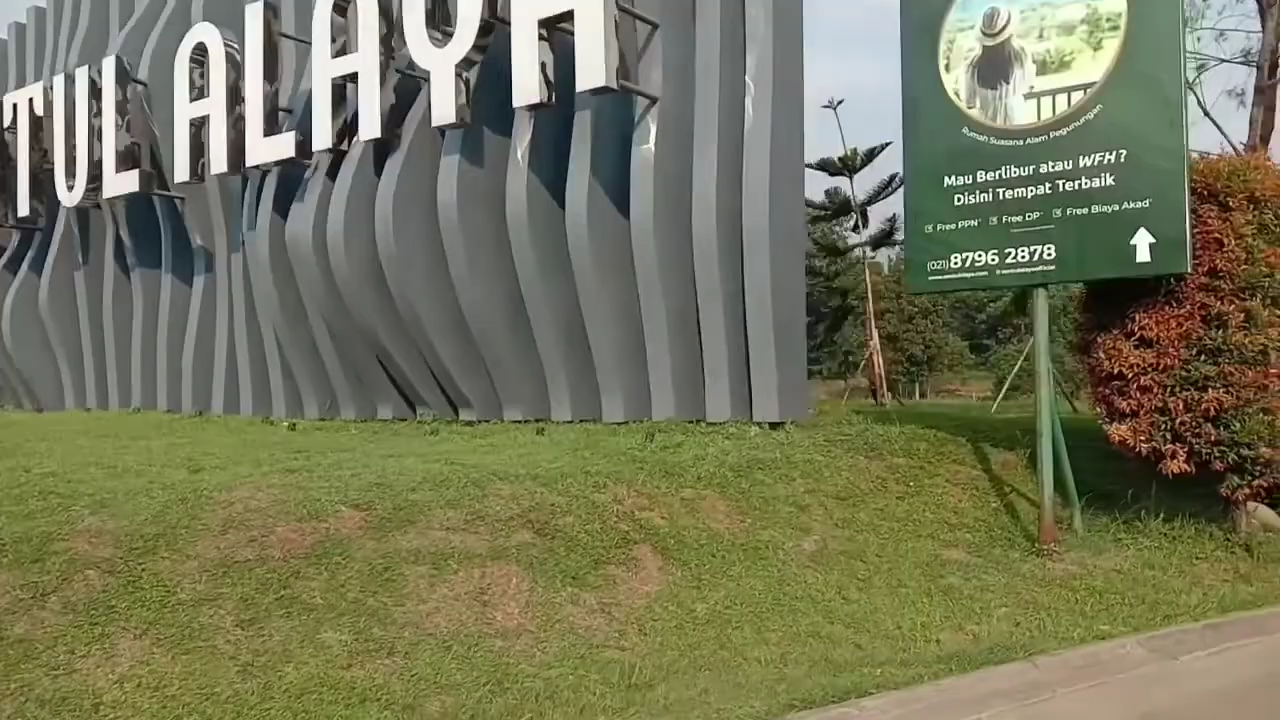 TUL ALAYA
Rumah Suasana Alam Pegunungan
Mau Berlibur atau WFH?
Disini Tempat Terbaik
Free PPN* Free DP* Free Biaya Akad*
(021) 8796 2878